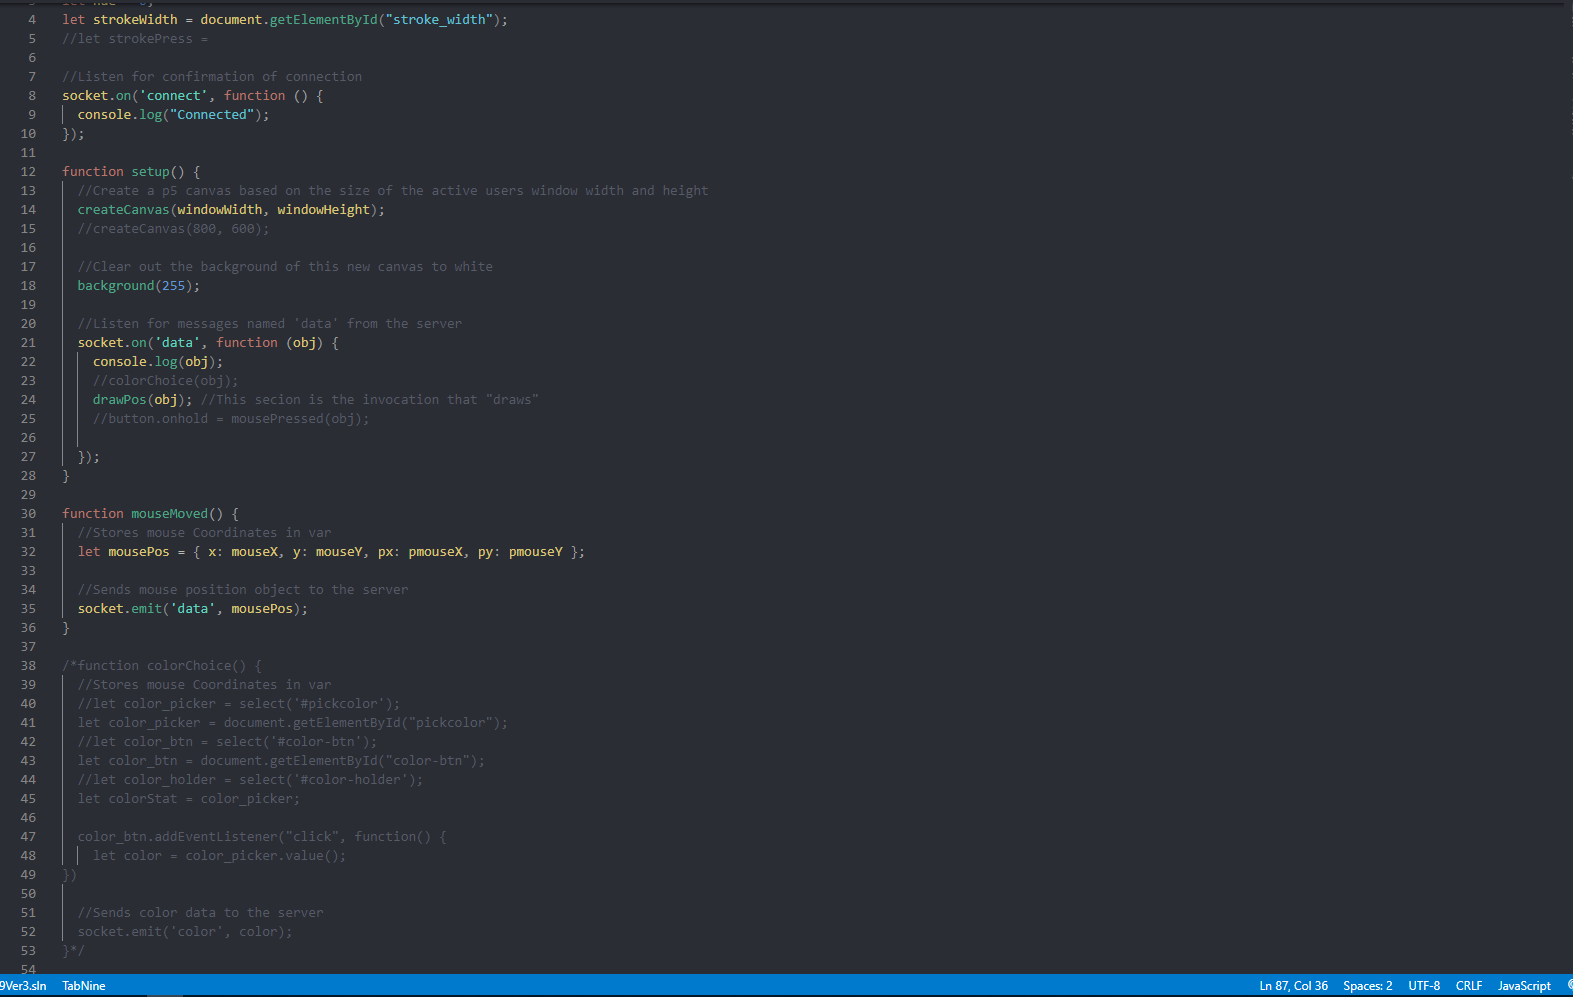 4 let strokeWidth = document.getElementById("stroke_width");
5 //let strokePress =
6
7 //Listen for confirmation of connection
8 socket.on('connect', function () {
9 console.log("Connected");
10 });
11
12 function setup() {
13 //Create a p5 canvas based on the size of the active users window width and height
14 createCanvas(windowWidth, windowHeight);
15 //createCanvas(800, 600);
16
17 //Clear out the background of this new canvas to white
18 background(255);
19
20 //Listen for messages named 'data' from the server
21 socket.on('data', function (obj) {
22 console.log(obj);
23 //colorChoice(obj);
24 drawPos(obj); //This secion is the invocation that "draws"
25 //button.onhold = mousePressed(obj);
26
27 });
28 }
29
30 function mouseMoved() {
31 //Stores mouse Coordinates in var
32 let mousePos = { x: mouseX, y: mouseY, px: pmouseX, py: pmouseY };
33
34 //Sends mouse position object to the server
35 socket.emit('data', mousePos);
36 }
37
38 /*function colorChoice() {
39 //Stores mouse Coordinates in var
40 //let color_picker = select('#pickcolor');
41 let color_picker = document.getElementById("pickcolor");
42 //let color_btn = select('#color-btn');
43 let color_btn = document.getElementById("color-btn");
44 //let color_holder = select('#color-holder');
45 let colorStat = color_picker;
46
47 color_btn.addEventListener("click", function() {
48 let color = color_picker.value();
49 })
50
51 //Sends color data to the server
52 socket.emit('color', color);
53 }*/
54
9Ver3.sln TabNine Ln 87, Col 36 Spaces: 2 UTF-8 CRLF JavaScript